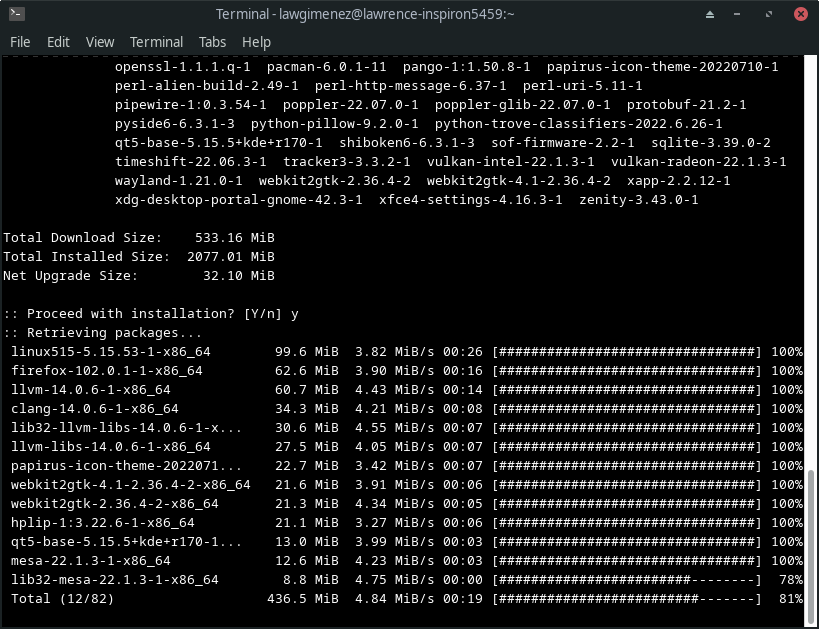 Terminal - lawgimenez@lawrence-inspiron5459:~
File Edit View Terminal Tabs Help
openssl-1.1.1.q-1 pacman-6.0.1-11 pango-1:1.50.8-1 papirus-icon-theme-20220710-1
perl-alien-build-2.49-1 perl-http-message-6.37-1 perl-uri-5.11-1
pipewire-1:0.3.54-1 poppler-22.07.0-1 poppler-glib-22.07.0-1 protobuf-21.2-1
pyside6-6.3.1-3 python-pillow-9.2.0-1 python-trove-classifiers-2022.6.26-1
qt5-base-5.15.5+kde+r170-1 shiboken6-6.3.1-3 sof-firmware-2.2-1 sqlite-3.39.0-2
timeshift-22.06.3-1 tracker3-3.3.2-1 vulkan-intel-22.1.3-1 vulkan-radeon-22.1.3-1
wayland-1.21.0-1 webkit2gtk-2.36.4-2 webkit2gtk-4.1-2.36.4-2 xapp-2.2.12-1
xdg-desktop-portal-gnome-42.3-1 xfce4-settings-4.16.3-1 zenity-3.43.0-1
Total Download Size: 533.16 MiB
Total Installed Size: 2077.01 MiB
Net Upgrade Size: 32.10 MiB
:: Proceed with installation? [Y/n] y
:: Retrieving packages...
linux515-5.15.53-1-x86_64 99.6 MiB 3.82 MiB/s 00:26 [################################] 100%
firefox-102.0.1-1-x86_64 62.6 MiB 3.90 MiB/s 00:16 [################################] 100%
llvm-14.0.6-1-x86_64 60.7 MiB 4.43 MiB/s 00:14 [################################] 100%
clang-14.0.6-1-x86_64 34.3 MiB 4.21 MiB/s 00:08 [################################] 100%
lib32-llvm-libs-14.0.6-1-x... 30.6 MiB 4.55 MiB/s 00:07 [################################] 100%
llvm-libs-14.0.6-1-x86_64 27.5 MiB 4.05 MiB/s 00:07 [################################] 100%
papirus-icon-theme-2022071... 22.7 MiB 3.42 MiB/s 00:07 [################################] 100%
webkit2gtk-4.1-2.36.4-2-x86_64 21.6 MiB 3.91 MiB/s 00:06 [################################] 100%
webkit2gtk-2.36.4-2-x86_64 21.3 MiB 4.34 MiB/s 00:05 [################################] 100%
hplip-1:3.22.6-1-x86_64 21.1 MiB 3.27 MiB/s 00:06 [################################] 100%
qt5-base-5.15.5+kde+r170-1... 13.0 MiB 3.99 MiB/s 00:03 [################################] 100%
mesa-22.1.3-1-x86_64 12.6 MiB 4.23 MiB/s 00:03 [################################] 100%
lib32-mesa-22.1.3-1-x86_64 8.8 MiB 4.75 MiB/s 00:00 [########################--------] 78%
Total (12/82) 436.5 MiB 4.84 MiB/s 00:19 [#########################-------] 81%